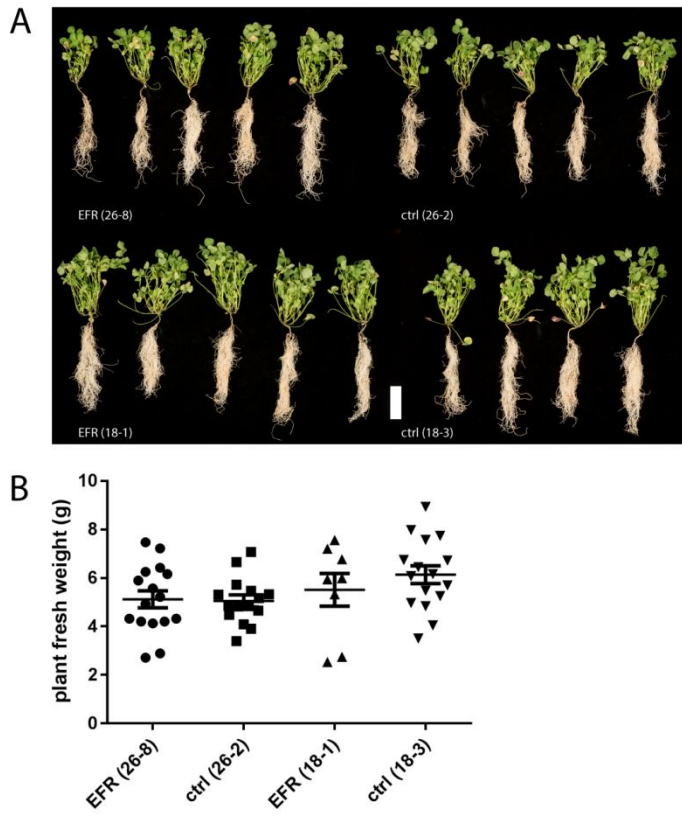 A
EFR (26-8)
ctrl (26-2)
EFR (18-1)
ctrl (18-3)
B
plant fresh weight (g)
10
8
6
4
2
0
EFR (26-8)
ctrl (26-2)
EFR (18-1)
ctrl (18-3)